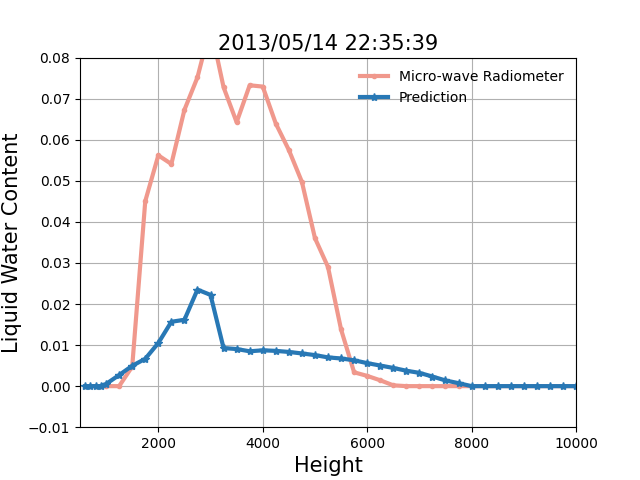 2013/05/14 22:35:39
Micro-wave Radiometer
Prediction
Liquid Water Content
0.08
0.07
0.06
0.05
0.04
0.03
0.02
0.01
0.00
−0.01
2000 4000 6000 8000 10000
Height